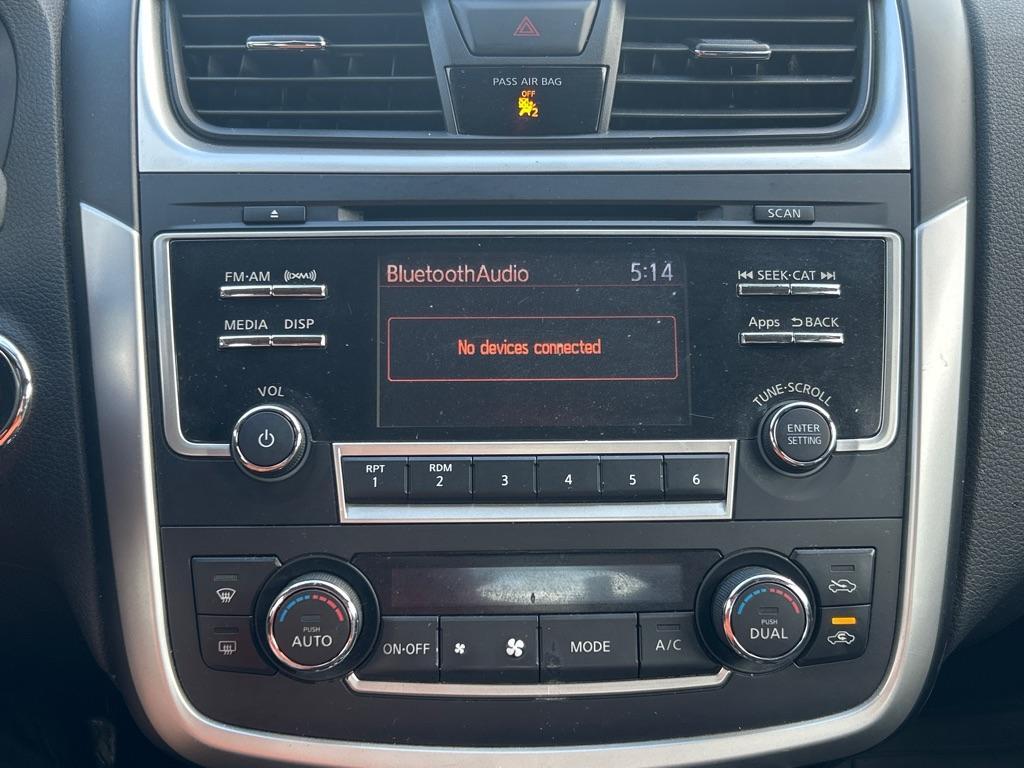 PASS AIR BAG
OFF
2
SCAN
FM·AM ((XM))
BluetoothAudio 5:14
SEEK·CAT
MEDIA DISP
No devices connected
Apps BACK
VOL
TUNE·SCROLL
ENTER
SETTING
RPT
1
RDM
2
3
4
5
6
PUSH
AUTO
ON·OFF
MODE
A/C
PUSH
DUAL